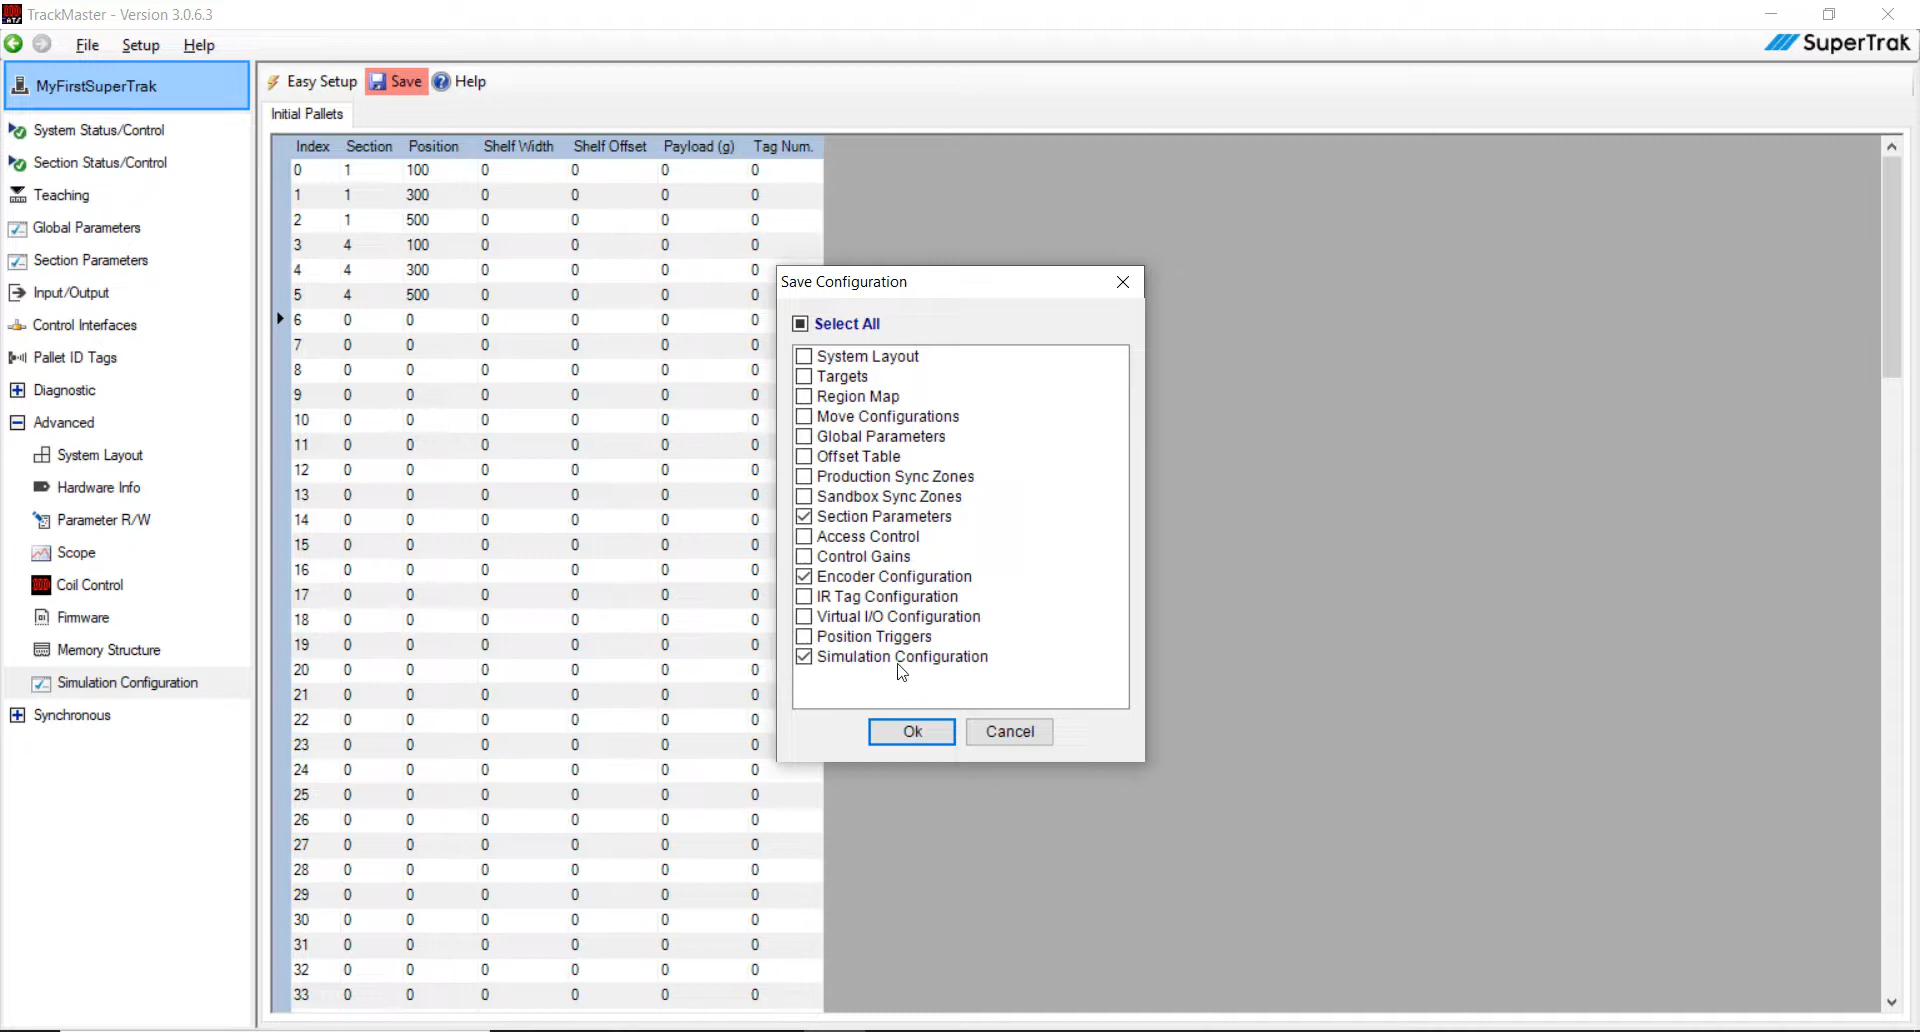 TrackMaster - Version 3.0.6.3
File Setup Help
SuperTrak
MyFirstSuperTrak
System Status/Control
Section Status/Control
Teaching
Global Parameters
Section Parameters
Input/Output
Control Interfaces
Pallet ID Tags
Diagnostic
Advanced
System Layout
Hardware Info
Parameter R/W
Scope
Coil Control
Firmware
Memory Structure
Simulation Configuration
Synchronous
Easy Setup Save Help
Initial Pallets
Index Section Position Shelf Width Shelf Offset Payload (g) Tag Num.
0 1 100 0 0 0 0
1 1 300 0 0 0 0
2 1 500 0 0 0 0
3 4 100 0 0 0 0
4 4 300 0 0 0 0
5 4 500 0 0 0 0
6 0 0 0 0 0 0
7 0 0 0 0 0 0
8 0 0 0 0 0 0
9 0 0 0 0 0 0
10 0 0 0 0 0 0
11 0 0 0 0 0 0
12 0 0 0 0 0 0
13 0 0 0 0 0 0
14 0 0 0 0 0 0
15 0 0 0 0 0 0
16 0 0 0 0 0 0
17 0 0 0 0 0 0
18 0 0 0 0 0 0
19 0 0 0 0 0 0
20 0 0 0 0 0 0
21 0 0 0 0 0 0
22 0 0 0 0 0 0
23 0 0 0 0 0 0
24 0 0 0 0 0 0
25 0 0 0 0 0 0
26 0 0 0 0 0 0
27 0 0 0 0 0 0
28 0 0 0 0 0 0
29 0 0 0 0 0 0
30 0 0 0 0 0 0
31 0 0 0 0 0 0
32 0 0 0 0 0 0
33 0 0 0 0 0 0
Save Configuration
Select All
System Layout
Targets
Region Map
Move Configurations
Global Parameters
Offset Table
Production Sync Zones
Sandbox Sync Zones
Section Parameters
Access Control
Control Gains
Encoder Configuration
IR Tag Configuration
Virtual I/O Configuration
Position Triggers
Simulation Configuration
Ok Cancel